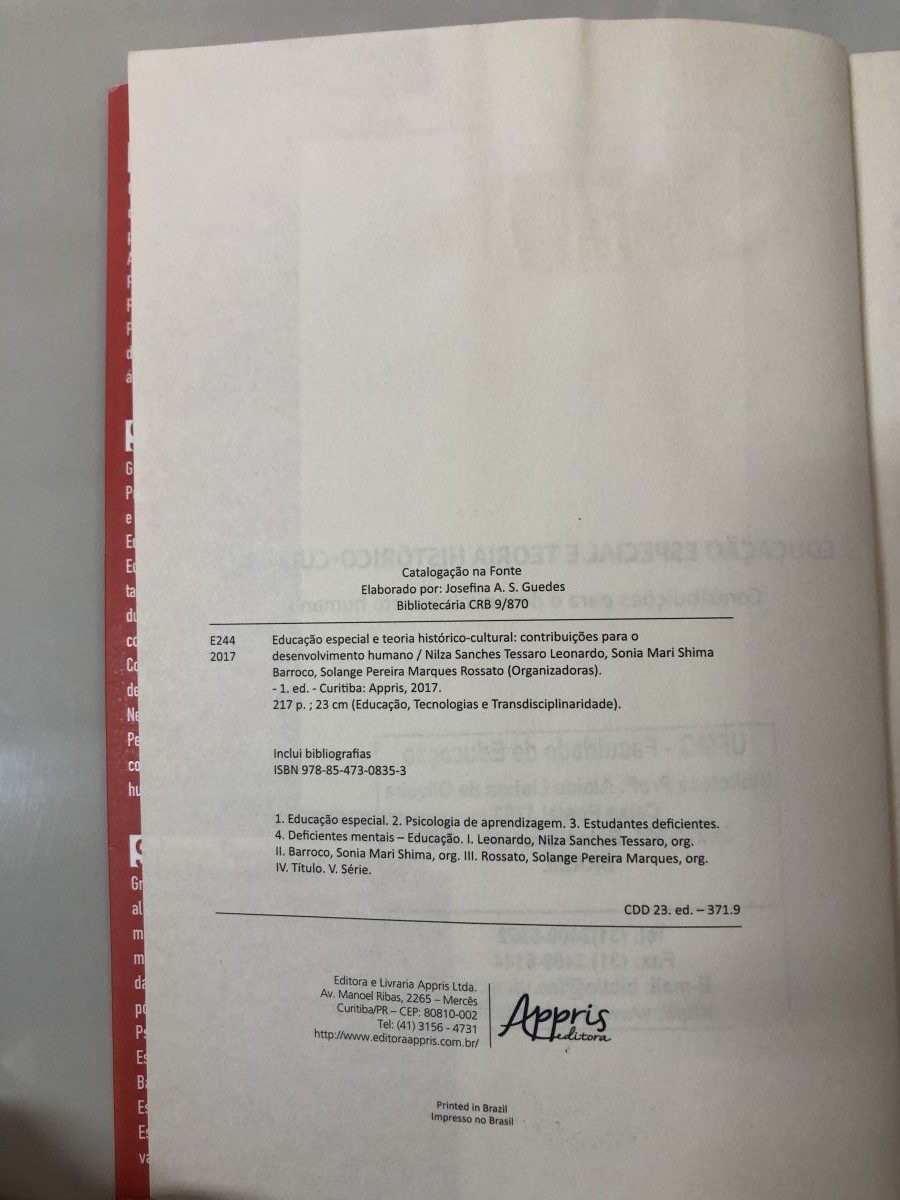 Catalogação na Fonte
Elaborado por: Josefina A. S. Guedes
Bibliotecária CRB 9/870
E244 Educação especial e teoria histórico-cultural: contribuições para o
2017 desenvolvimento humano / Nilza Sanches Tessaro Leonardo, Sonia Mari Shima
Barroco, Solange Pereira Marques Rossato (Organizadoras).
- 1. ed. - Curitiba: Appris, 2017.
217 p. ; 23 cm (Educação, Tecnologias e Transdisciplinaridade).
Inclui bibliografias
ISBN 978-85-473-0835-3
1. Educação especial. 2. Psicologia de aprendizagem. 3. Estudantes deficientes.
4. Deficientes mentais – Educação. I. Leonardo, Nilza Sanches Tessaro, org.
II. Barroco, Sonia Mari Shima, org. III. Rossato, Solange Pereira Marques, org.
IV. Título. V. Série.
CDD 23. ed. – 371.9
Editora e Livraria Appris Ltda.
Av. Manoel Ribas, 2265 – Mercês
Curitiba/PR – CEP: 80810-002
Tel: (41) 3156 - 4731
http://www.editoraappris.com.br/
Appris
editora
Printed in Brazil
Impresso no Brasil